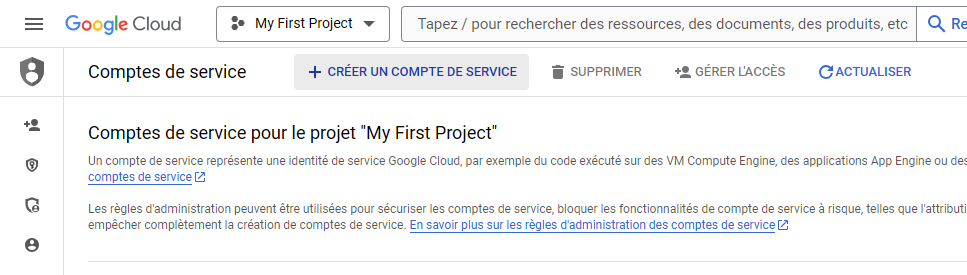 Google Cloud
My First Project
Tapez / pour rechercher des ressources, des documents, des produits, etc
Re
Comptes de service
CRÉER UN COMPTE DE SERVICE
SUPPRIMER
GÉRER L'ACCÈS
ACTUALISER
Comptes de service pour le projet "My First Project"
Un compte de service représente une identité de service Google Cloud, par exemple du code exécuté sur des VM Compute Engine, des applications App Engine ou des
comptes de service
Les règles d'administration peuvent être utilisées pour sécuriser les comptes de service, bloquer les fonctionnalités de compte de service à risque, telles que l'attributi
empêcher complètement la création de comptes de service. En savoir plus sur les règles d'administration des comptes de service